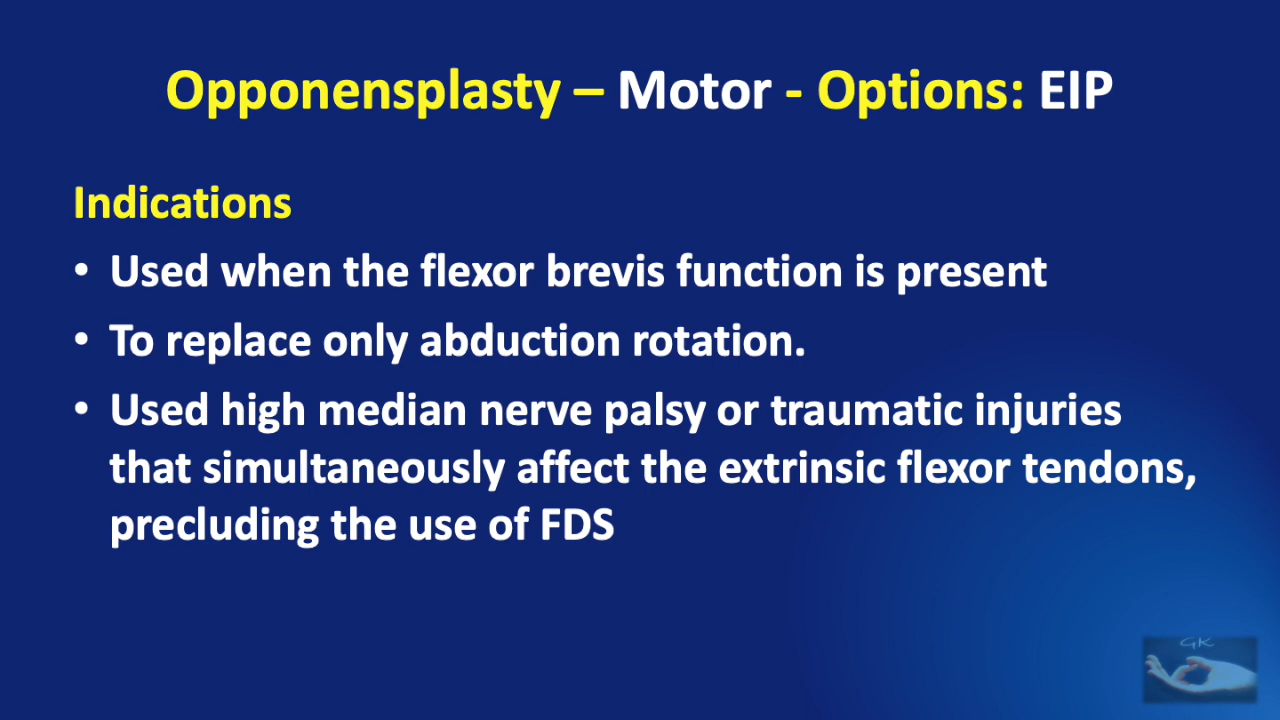 Opponensplasty – Motor - Options: EIP
Indications
• Used when the flexor brevis function is present
• To replace only abduction rotation.
• Used high median nerve palsy or traumatic injuries
that simultaneously affect the extrinsic flexor tendons,
precluding the use of FDS
GK